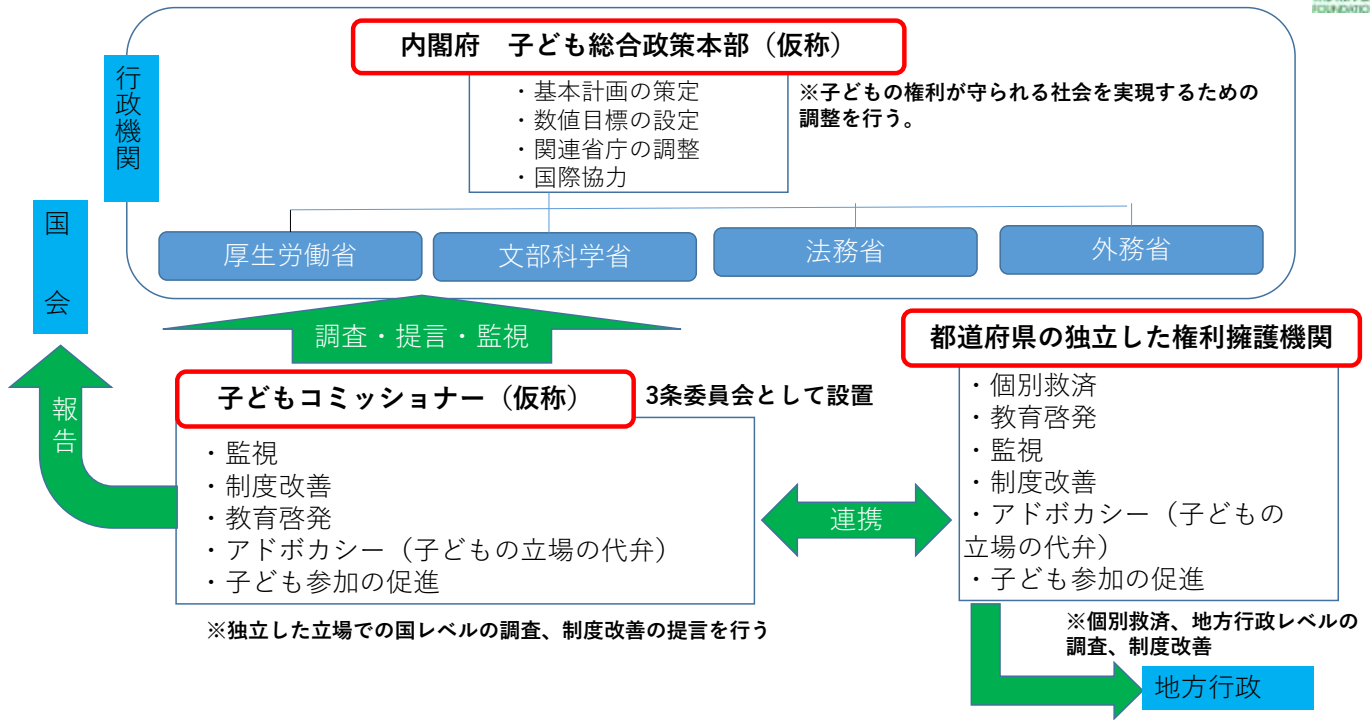 FOUNDATIO
内閣府　子ども総合政策本部（仮称）
行政機関
・基本計画の策定
・数値目標の設定
・関連省庁の調整
・国際協力
※子どもの権利が守られる社会を実現するための
調整を行う。
国会
厚生労働省
文部科学省
法務省
外務省
調査・提言・監視
都道府県の独立した権利擁護機関
子どもコミッショナー（仮称）
3条委員会として設置
報告
・監視
・制度改善
・教育啓発
・アドボカシー（子どもの立場の代弁）
・子ども参加の促進
連携
・個別救済
・教育啓発
・監視
・制度改善
・アドボカシー（子どもの
立場の代弁）
・子ども参加の促進
※独立した立場での国レベルの調査、制度改善の提言を行う
※個別救済、地方行政レベルの
調査、制度改善
地方行政